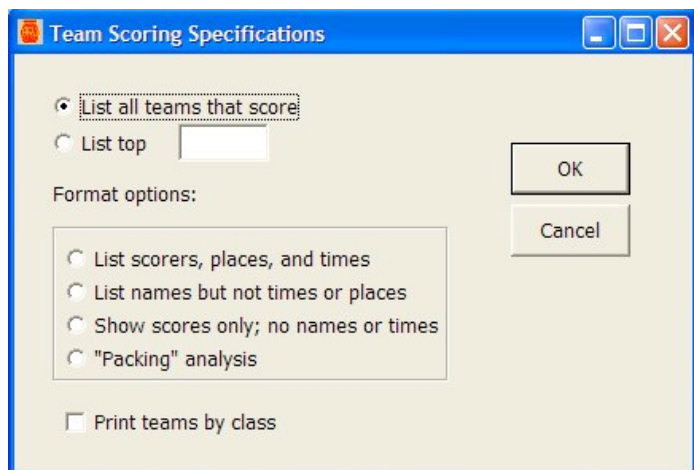 Team Scoring Specifications
List all teams that score
List top
Format options:
List scorers, places, and times
List names but not times or places
Show scores only; no names or times
"Packing" analysis
Print teams by class
OK
Cancel